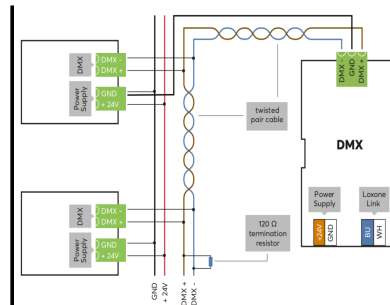 DMX
DMX -
DMX +
Power
Supply
GND
+ 24V
DMX -
GND
DMX +
twisted
pair cable
DMX
Power
Supply
Loxone
Link
+24V
GND
BU
WH
DMX
DMX -
DMX +
Power
Supply
GND
+ 24V
120 Ω
termination
resistor
GND
+ 24V
DMX +
DMX -